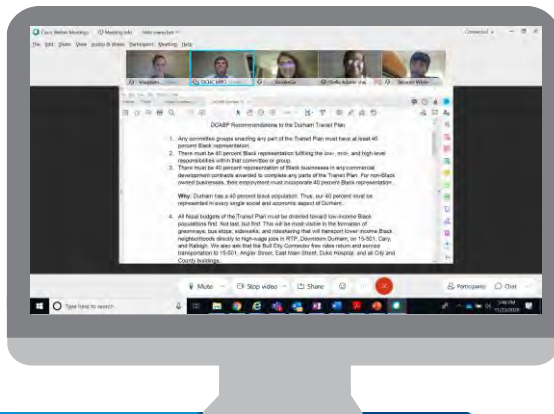 Cisco Webex Meetings
Meeting Info
Connected
File Edit Share View Audio & Video Participant Meeting Help
DCHC MPO
DCABP Recommendations to the Durham Transit Plan
1. Any committee groups enacting any part of the Transit Plan must have at least 40
percent Black representation.
2. There must be 40 percent Black representation fulfilling the low-, mid-, and high-level
responsibilities within that committee or group.
3. There must be 40 percent representation of Black businesses in any commercial
development contracts awarded to complete any parts of the Transit Plan. For non-Black
owned businesses, their employment must incorporate 40 percent Black representation.
Why: Durham has a 40 percent black population. Thus, our 40 percent must be
represented in every single social and economic aspect of Durham.
4. All fiscal budgets of the Transit Plan must be directed toward low-income Black
populations first. Not last, but first. This will be most visible in the formation of
greenways, bus stops, sidewalks, and ridesharing that will transport lower income Black
neighborhoods directly to high-wage jobs in RTP, Downtown Durham, on 15-501, Cary,
and Raleigh. We also ask that the Bull City Connector free rides return and service
transportation to 15-501, Angier Street, East Main Street, Duke Hospital, and all City and
County buildings.
Mute
Stop video
Share
Participants
Chat
Type here to search